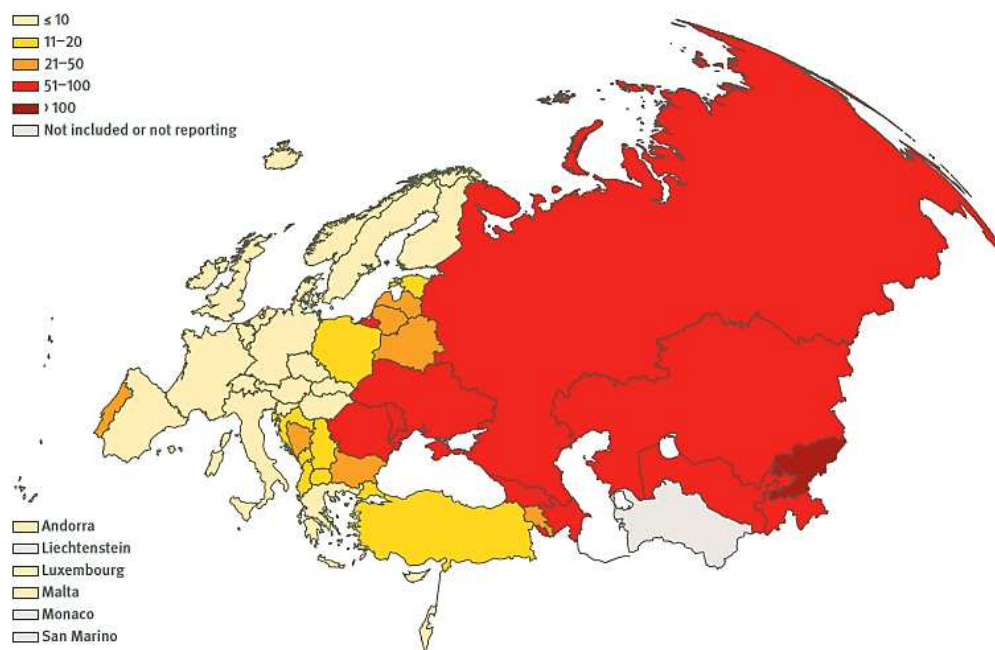 ≤ 10
11–20
21–50
51–100
> 100
Not included or not reporting
Andorra
Liechtenstein
Luxembourg
Malta
Monaco
San Marino